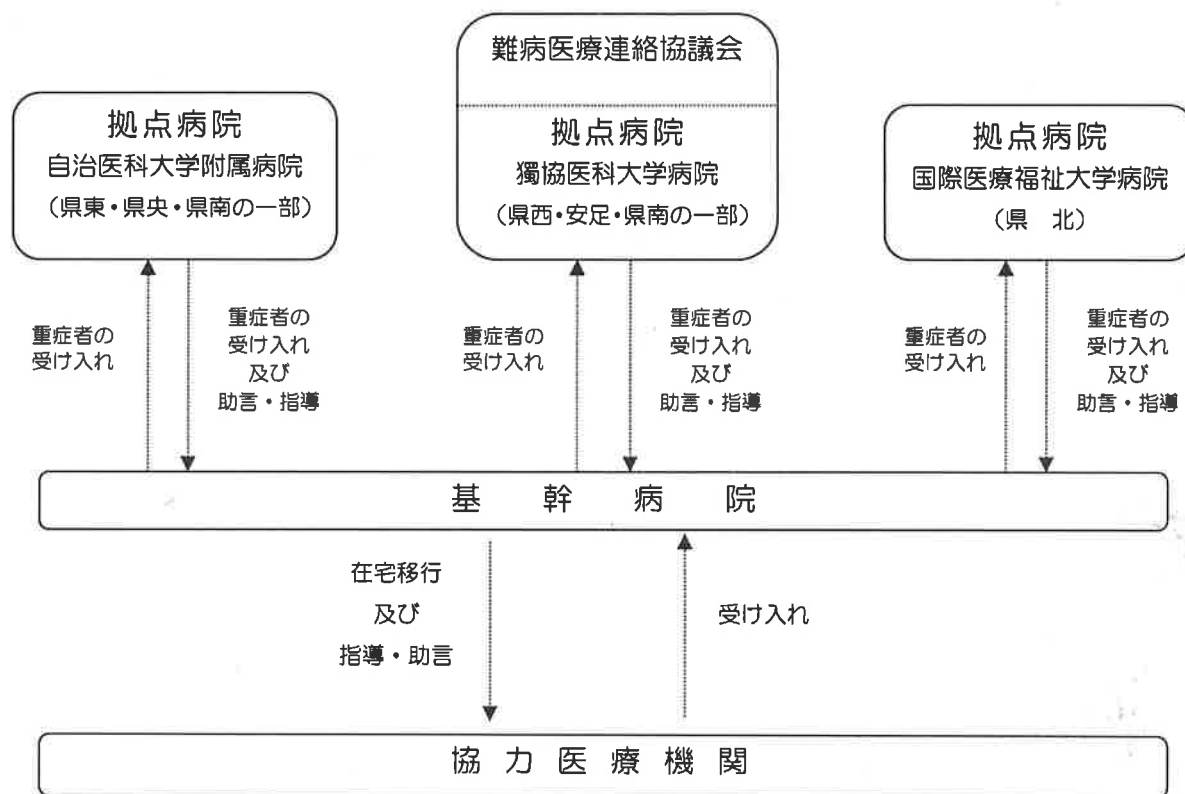 難病医療連絡協議会
拠点病院
自治医科大学附属病院
（県東・県央・県南の一部）
拠点病院
獨協医科大学病院
（県西・安足・県南の一部）
拠点病院
国際医療福祉大学病院
（県　北）
重症者の
受け入れ
重症者の
受け入れ
及び
助言・指導
重症者の
受け入れ
重症者の
受け入れ
及び
助言・指導
重症者の
受け入れ
重症者の
受け入れ
及び
助言・指導
基　幹　病　院
在宅移行
及び
指導・助言
受け入れ
協力医療機関